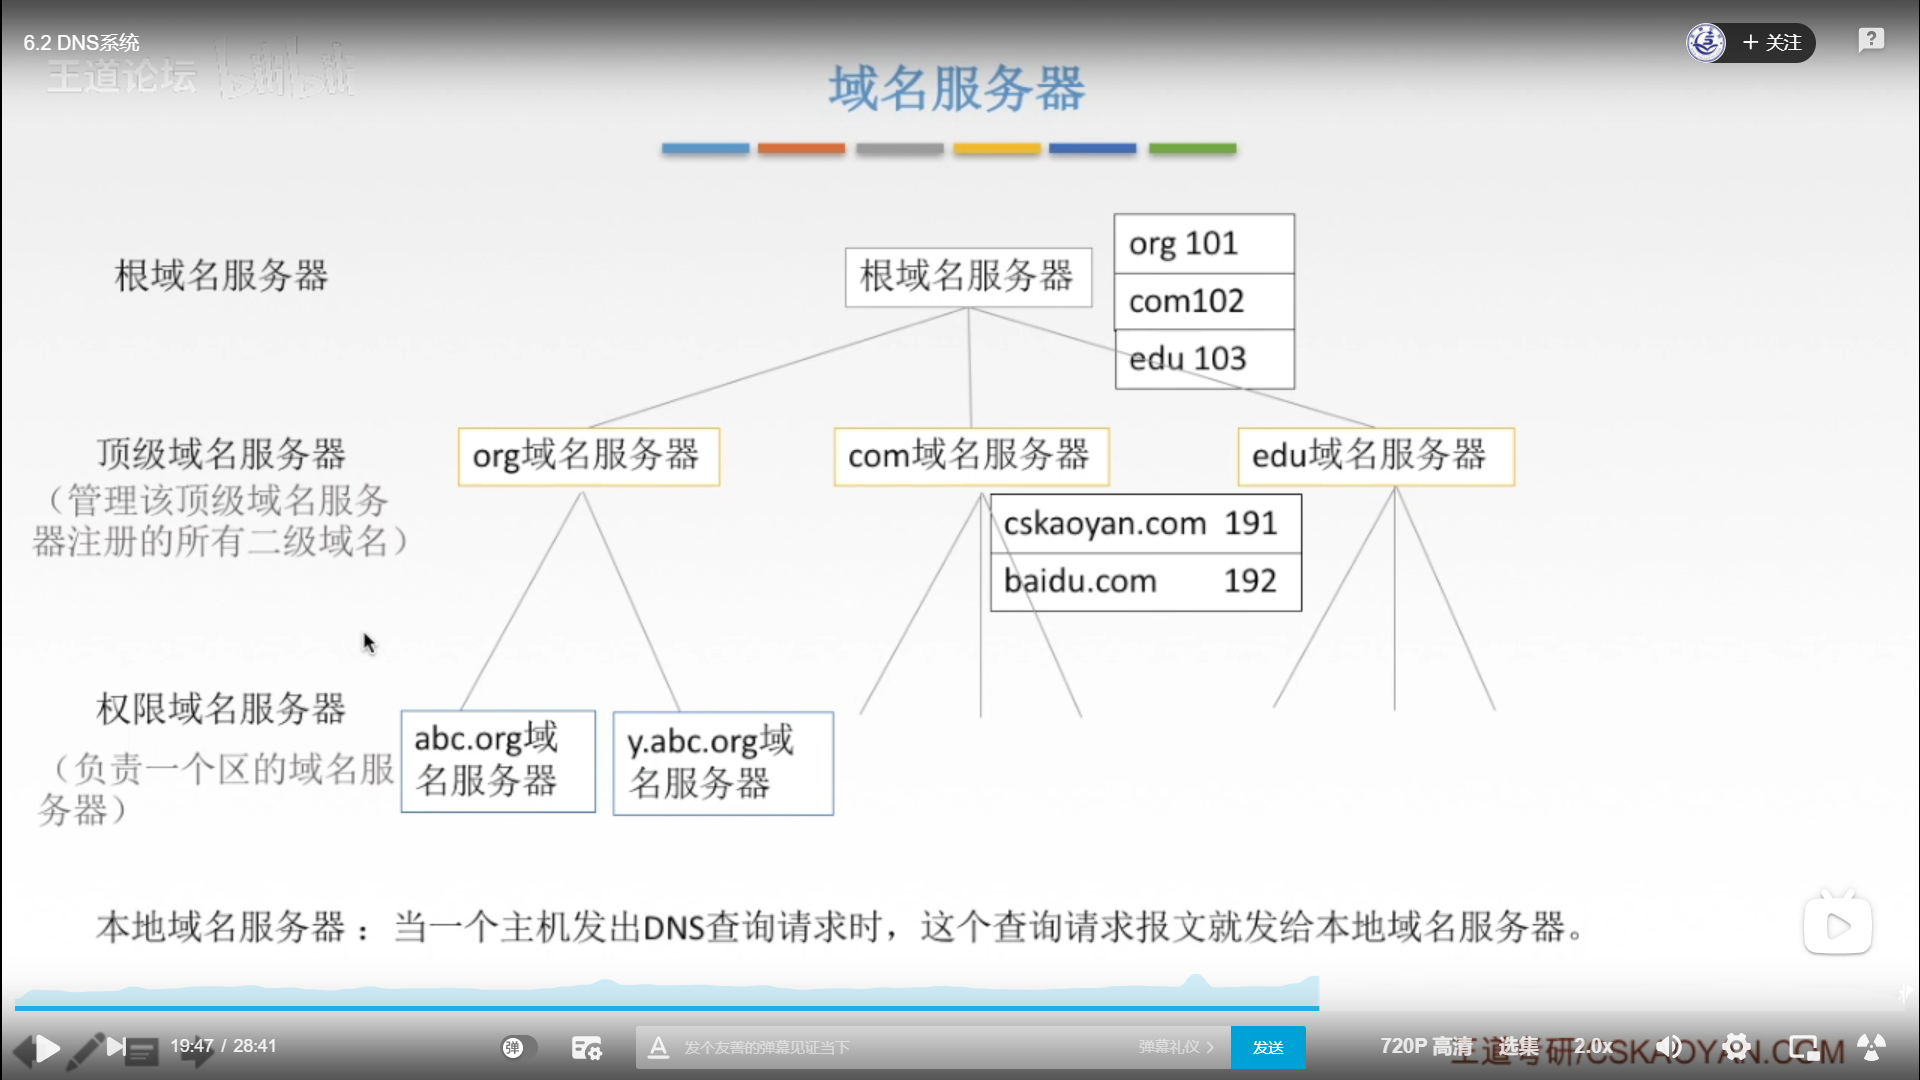 6.2 DNS系统
关注
王道论坛 bilibili
域名服务器
根域名服务器
根域名服务器
org 101
com102
edu 103
顶级域名服务器
（管理该顶级域名服务
器注册的所有二级域名）
org域名服务器
com域名服务器
edu域名服务器
cskaoyan.com 191
baidu.com 192
权限域名服务器
（负责一个区的域名服
务器）
abc.org域
名服务器
y.abc.org域
名服务器
本地域名服务器：当一个主机发出DNS查询请求时，这个查询请求报文就发给本地域名服务器。
19:47 / 28:41
弹
发个友善的弹幕见证当下
弹幕礼仪
发送
720P 高清
选集
2.0x
王道考研/CSKAOYAN.COM